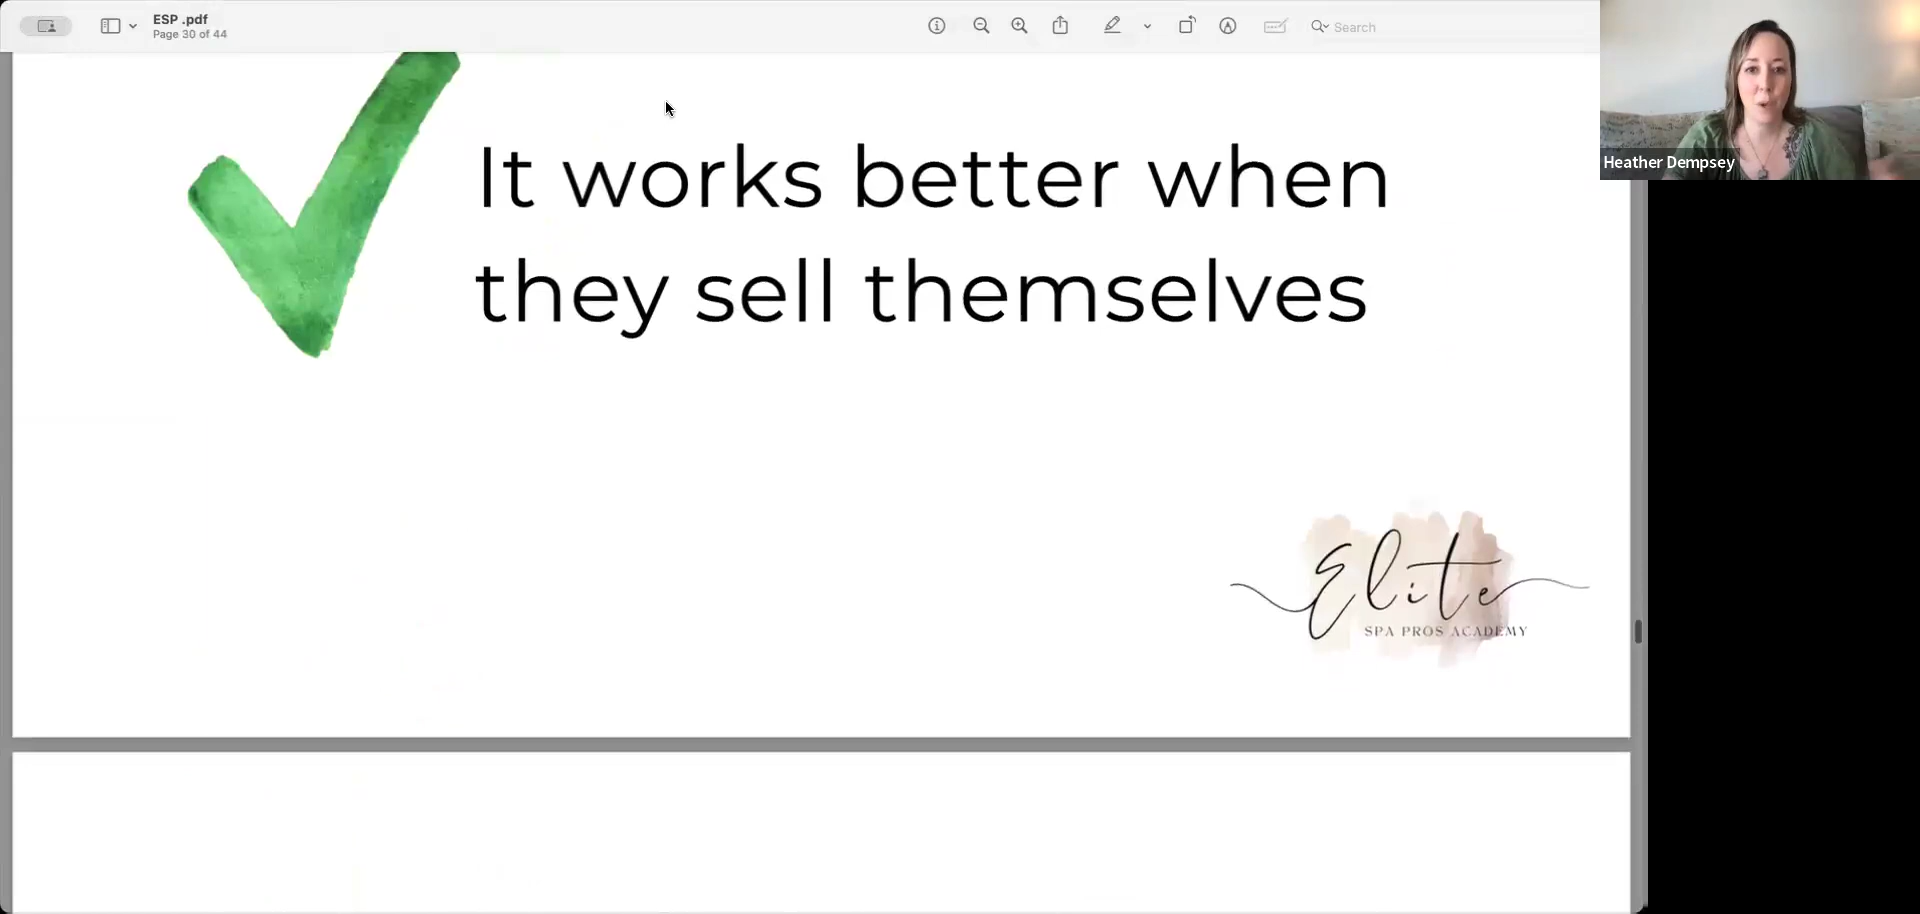 ESP .pdf
Page 30 of 44
Search
Heather Dempsey
It works better when
they sell themselves
Elite
SPA PROS ACADEMY